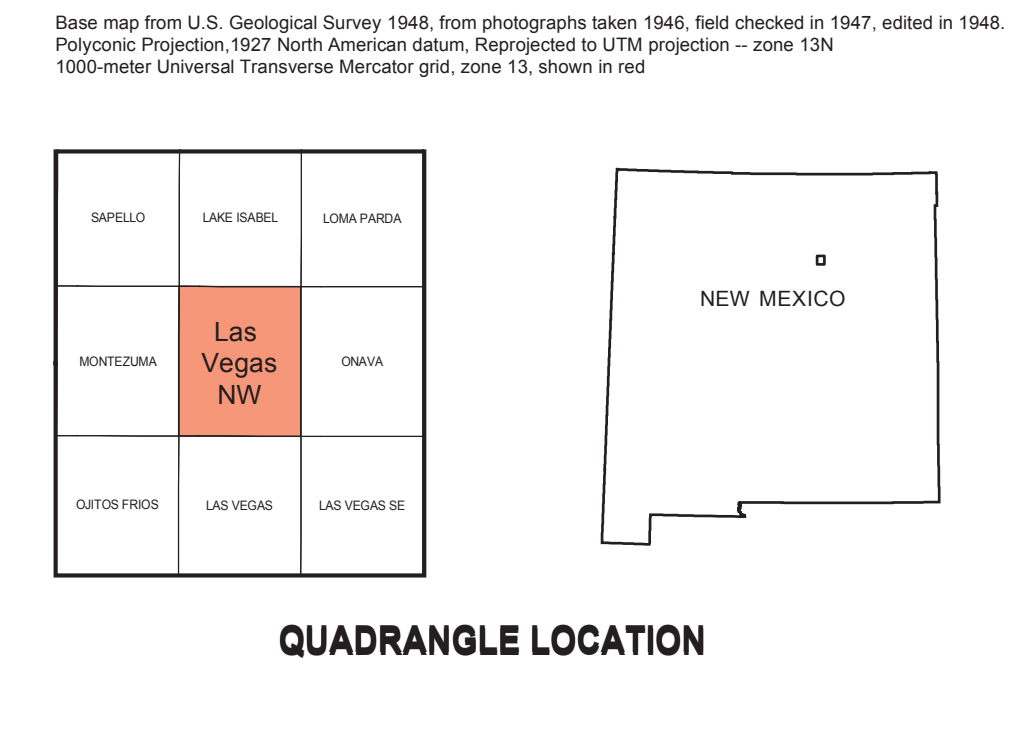 Base map from U.S. Geological Survey 1948, from photographs taken 1946, field checked in 1947, edited in 1948.
Polyconic Projection,1927 North American datum, Reprojected to UTM projection -- zone 13N
1000-meter Universal Transverse Mercator grid, zone 13, shown in red
SAPELLO
LAKE ISABEL
LOMA PARDA
MONTEZUMA
Las
Vegas
NW
ONAVA
OJITOS FRIOS
LAS VEGAS
LAS VEGAS SE
NEW MEXICO
QUADRANGLE LOCATION